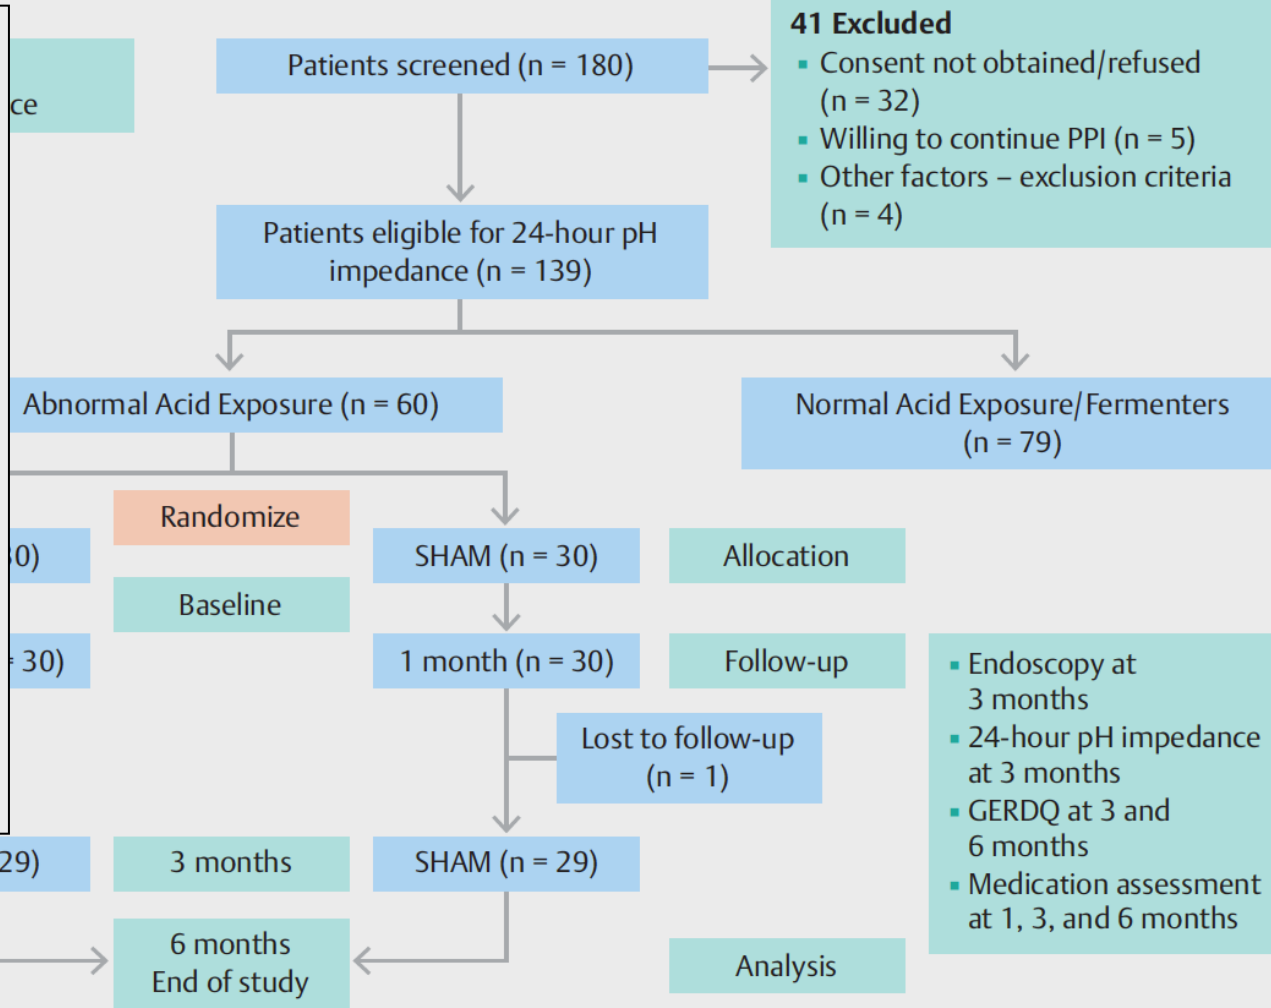 41 Excluded
▪ Consent not obtained/refused
(n = 32)
▪ Willing to continue PPI (n = 5)
▪ Other factors – exclusion criteria
(n = 4)
Patients screened (n = 180)
ce
Patients eligible for 24-hour pH
impedance (n = 139)
Abnormal Acid Exposure (n = 60)
Normal Acid Exposure/Fermenters
(n = 79)
Randomize
30)
SHAM (n = 30)
Allocation
Baseline
= 30)
1 month (n = 30)
Follow-up
▪ Endoscopy at
3 months
▪ 24-hour pH impedance
at 3 months
▪ GERDQ at 3 and
6 months
▪ Medication assessment
at 1, 3, and 6 months
Lost to follow-up
(n = 1)
29)
3 months
SHAM (n = 29)
6 months
End of study
Analysis